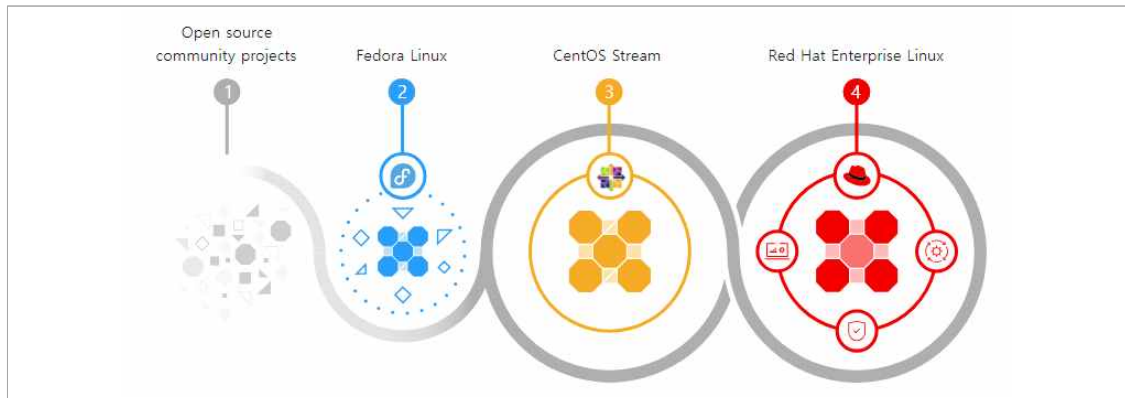 Open source
community projects
Fedora Linux
CentOS Stream
Red Hat Enterprise Linux
1
2
3
4